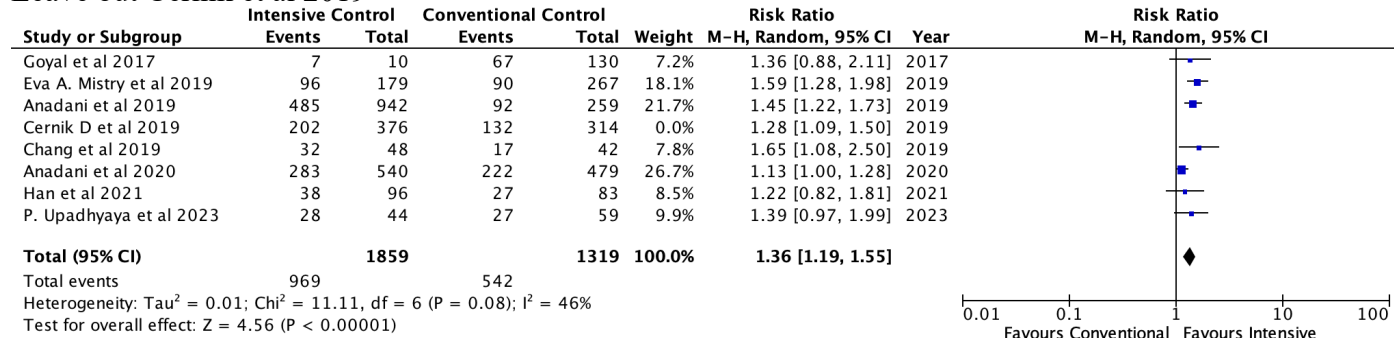 Leave out Cernik et al 2019
Intensive Control Conventional Control Risk Ratio Risk Ratio
Study or Subgroup Events Total Events Total Weight M-H, Random, 95% CI Year M-H, Random, 95% CI
Goyal et al 2017 7 10 67 130 7.2% 1.36 [0.88, 2.11] 2017
Eva A. Mistry et al 2019 96 179 90 267 18.1% 1.59 [1.28, 1.98] 2019
Anadani et al 2019 485 942 92 259 21.7% 1.45 [1.22, 1.73] 2019
Cernik D et al 2019 202 376 132 314 0.0% 1.28 [1.09, 1.50] 2019
Chang et al 2019 32 48 17 42 7.8% 1.65 [1.08, 2.50] 2019
Anadani et al 2020 283 540 222 479 26.7% 1.13 [1.00, 1.28] 2020
Han et al 2021 38 96 27 83 8.5% 1.22 [0.82, 1.81] 2021
P. Upadhyaya et al 2023 28 44 27 59 9.9% 1.39 [0.97, 1.99] 2023
Total (95% CI) 1859 1319 100.0% 1.36 [1.19, 1.55]
Total events 969 542
Heterogeneity: Tau² = 0.01; Chi² = 11.11, df = 6 (P = 0.08); I² = 46%
Test for overall effect: Z = 4.56 (P < 0.00001)
0.01 0.1 1 10 100
Favours Conventional Favours Intensive